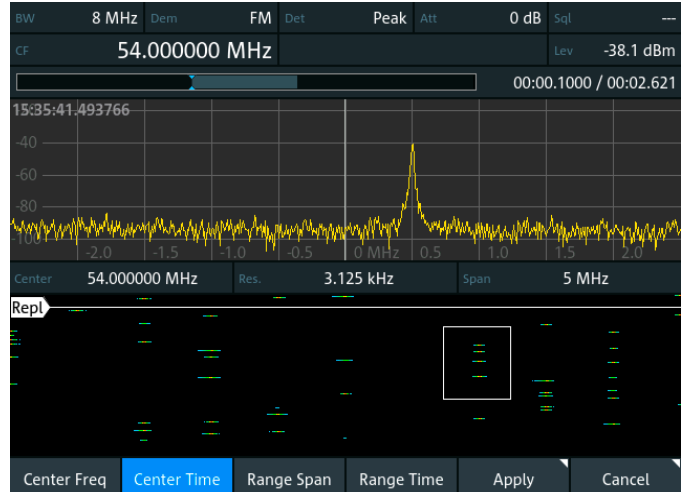 BW 8 MHz Dem FM Det Peak Att 0 dB Sql ---
CF 54.000000 MHz Lev -38.1 dBm
00:00.1000 / 00:02.621
15:35:41.493766
-40
-60
-80
-100
-2.0 -1.5 -1.0 -0.5 0 MHz 0.5 1.0 1.5 2.0
Center 54.000000 MHz Res. 3.125 kHz Span 5 MHz
Repl
Center Freq Center Time Range Span Range Time Apply Cancel